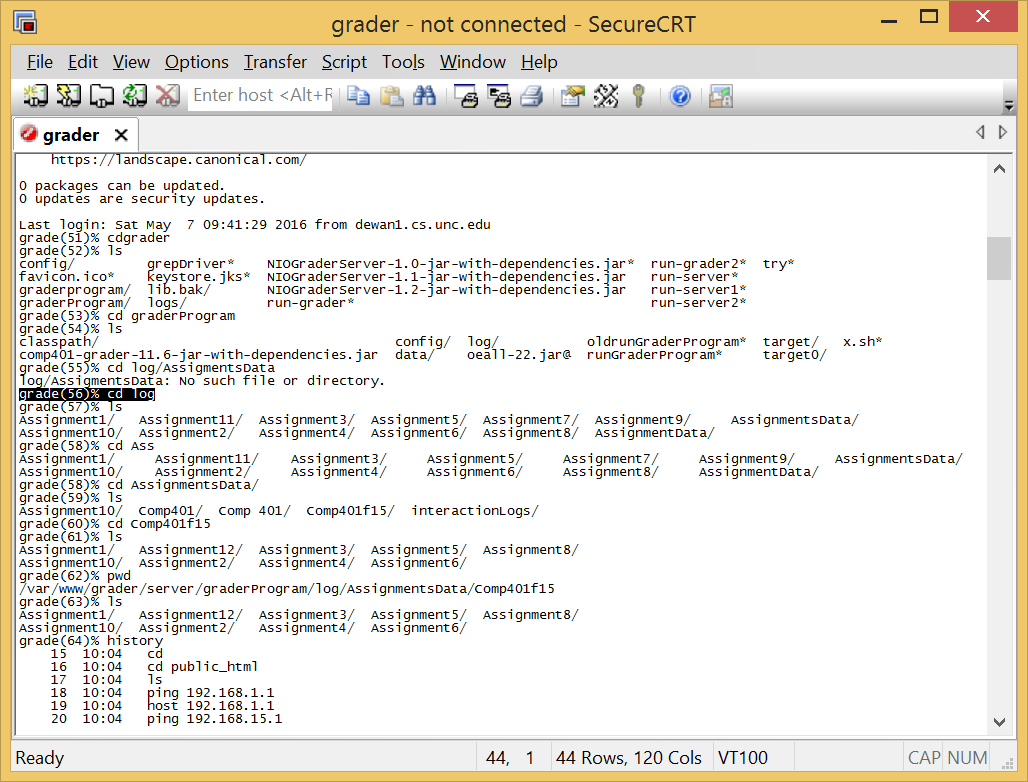 grader - not connected - SecureCRT
File Edit View Options Transfer Script Tools Window Help
Enter host <Alt+R
grader
https://landscape.canonical.com/
0 packages can be updated.
0 updates are security updates.
Last login: Sat May  7 09:41:29 2016 from dewan1.cs.unc.edu
grade(51)% cdgrader
grade(52)% ls
config/ grepDriver* NIOGraderServer-1.0-jar-with-dependencies.jar* run-grader2* try*
favicon.ico* keystore.jks* NIOGraderServer-1.1-jar-with-dependencies.jar run-server*
graderprogram/ lib.bak/ NIOGraderServer-1.2-jar-with-dependencies.jar run-server1*
graderProgram/ logs/ run-grader* run-server2*
grade(53)% cd graderProgram
grade(54)% ls
classpath/ config/ log/ oldrunGraderProgram* target/ x.sh*
comp401-grader-11.6-jar-with-dependencies.jar data/ oeall-22.jar@ runGraderProgram* target0/
grade(55)% cd log/AssigmentsData
log/AssigmentsData: No such file or directory.
grade(56)% cd log
grade(57)% ls
Assignment1/ Assignment11/ Assignment3/ Assignment5/ Assignment7/ Assignment9/ AssignmentsData/
Assignment10/ Assignment2/ Assignment4/ Assignment6/ Assignment8/ AssignmentData/
grade(58)% cd Ass
Assignment1/ Assignment11/ Assignment3/ Assignment5/ Assignment7/ Assignment9/ AssignmentsData/
Assignment10/ Assignment2/ Assignment4/ Assignment6/ Assignment8/ AssignmentData/
grade(58)% cd AssignmentsData/
grade(59)% ls
Assignment10/ Comp401/ Comp 401/ Comp401f15/ interactionLogs/
grade(60)% cd Comp401f15
grade(61)% ls
Assignment1/ Assignment12/ Assignment3/ Assignment5/ Assignment8/
Assignment10/ Assignment2/ Assignment4/ Assignment6/
grade(62)% pwd
/var/www/grader/server/graderProgram/log/AssignmentsData/Comp401f15
grade(63)% ls
Assignment1/ Assignment12/ Assignment3/ Assignment5/ Assignment8/
Assignment10/ Assignment2/ Assignment4/ Assignment6/
grade(64)% history
15 10:04 cd
16 10:04 cd public_html
17 10:04 ls
18 10:04 ping 192.168.1.1
19 10:04 host 192.168.1.1
20 10:04 ping 192.168.15.1
Ready 44, 1 44 Rows, 120 Cols VT100 CAP NUM